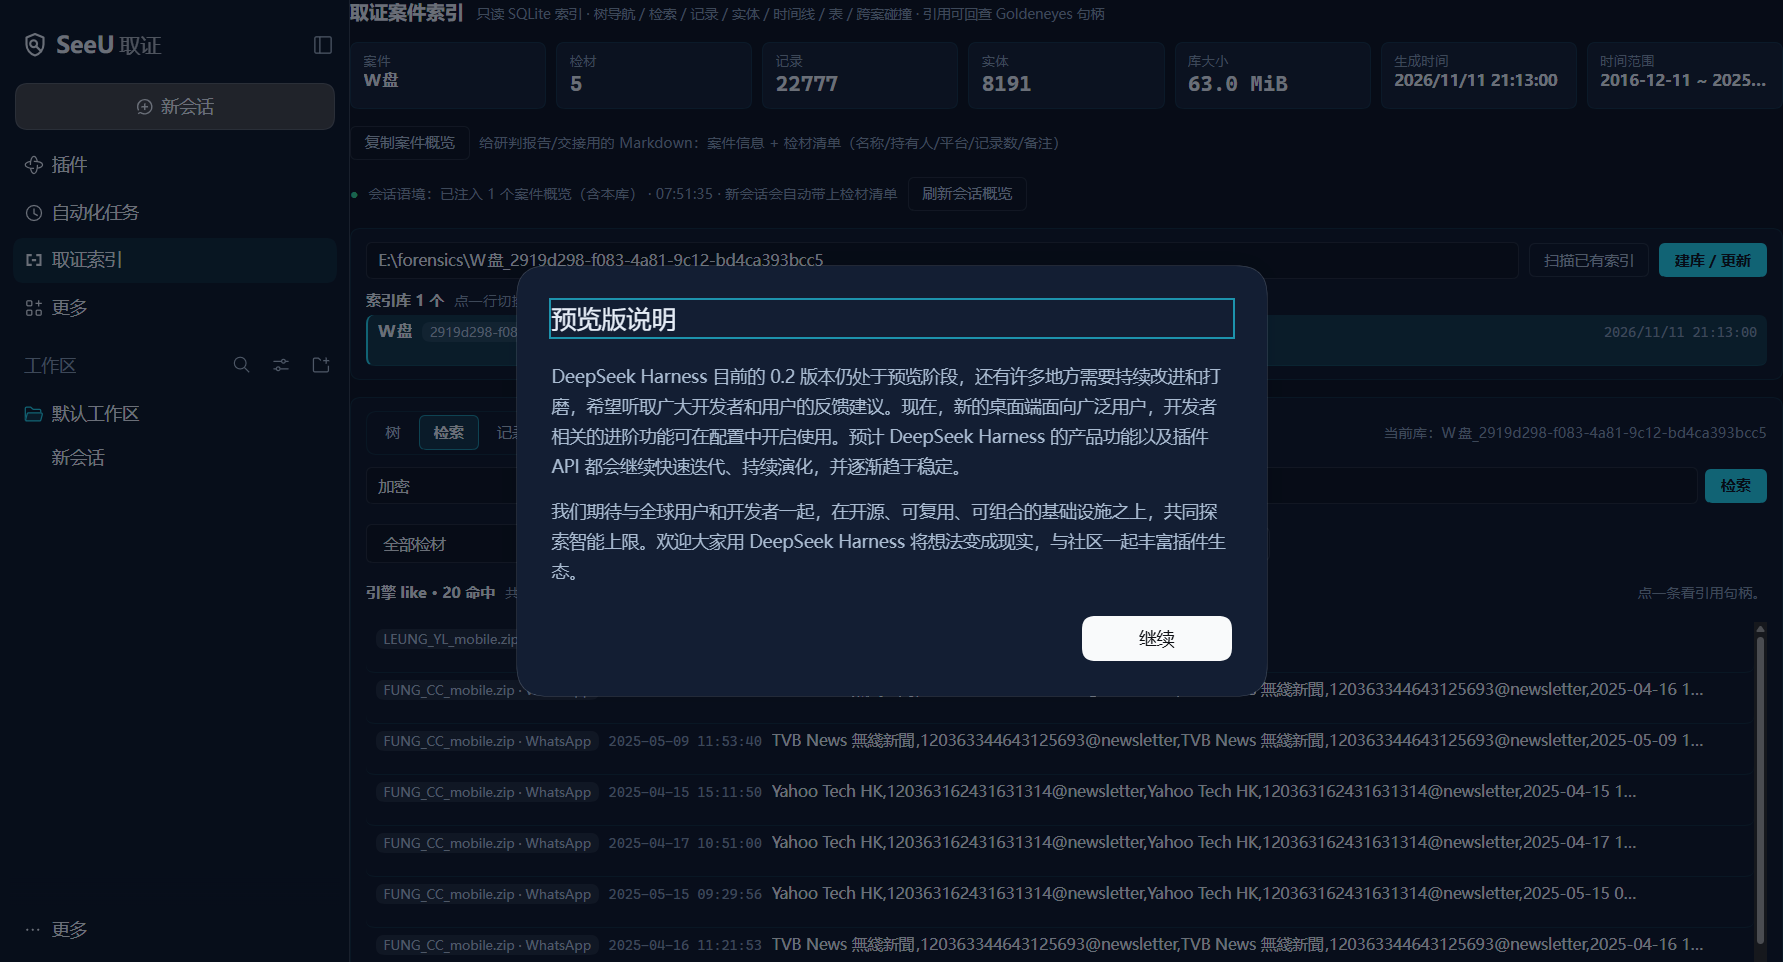 SeeU 取证
新会话
插件
自动化任务
取证索引
更多
工作区
默认工作区
新会话
更多
取证案件索引 只读 SQLite 索引 · 树导航 / 检索 / 记录 / 实体 / 时间线 / 表 / 跨案碰撞 · 引用可回查 Goldeneyes 句柄
案件
W盘
检材
5
记录
22777
实体
8191
库大小
63.0 MiB
生成时间
2026/11/11 21:13:00
时间范围
2016-12-11 ~ 2025...
复制案件概览 给研判报告/交接用的 Markdown：案件信息 + 检材清单（名称/持有人/平台/记录数/备注）
会话语境：已注入 1 个案件概览（含本库） · 07:51:35 · 新会话会自动带上检材清单 刷新会话概览
E:\forensics\W盘_2919d298-f083-4a81-9c12-bd4ca393bcc5 扫描已有索引 建库 / 更新
索引库 1 个 点一行切
W盘 2919d298-f08 2026/11/11 21:13:00
树 检索 记 当前库：W盘_2919d298-f083-4a81-9c12-bd4ca393bcc5
加密 检索
全部检材
引擎 like • 20 命中 共 点一条看引用句柄。
LEUNG_YL_mobile.zip
FUNG_CC_mobile.zip · 無綫新聞,120363344643125693@newsletter,2025-04-16 1...
FUNG_CC_mobile.zip · WhatsApp 2025-05-09 11:53:40 TVB News 無綫新聞,120363344643125693@newsletter,TVB News 無綫新聞,120363344643125693@newsletter,2025-05-09 1...
FUNG_CC_mobile.zip · WhatsApp 2025-04-15 15:11:50 Yahoo Tech HK,120363162431631314@newsletter,Yahoo Tech HK,120363162431631314@newsletter,2025-04-15 1...
FUNG_CC_mobile.zip · WhatsApp 2025-04-17 10:51:00 Yahoo Tech HK,120363162431631314@newsletter,Yahoo Tech HK,120363162431631314@newsletter,2025-04-17 1...
FUNG_CC_mobile.zip · WhatsApp 2025-05-15 09:29:56 Yahoo Tech HK,120363162431631314@newsletter,Yahoo Tech HK,120363162431631314@newsletter,2025-05-15 0...
FUNG_CC_mobile.zip · WhatsApp 2025-04-16 11:21:53 TVB News 無綫新聞,120363344643125693@newsletter,TVB News 無綫新聞,120363344643125693@newsletter,2025-04-16 1...
预览版说明
DeepSeek Harness 目前的 0.2 版本仍处于预览阶段，还有许多地方需要持续改进和打
磨，希望听取广大开发者和用户的反馈建议。现在，新的桌面端面向广泛用户，开发者
相关的进阶功能可在配置中开启使用。预计 DeepSeek Harness 的产品功能以及插件
API 都会继续快速迭代、持续演化，并逐渐趋于稳定。
我们期待与全球用户和开发者一起，在开源、可复用、可组合的基础设施之上，共同探
索智能上限。欢迎大家用 DeepSeek Harness 将想法变成现实，与社区一起丰富插件生
态。
继续